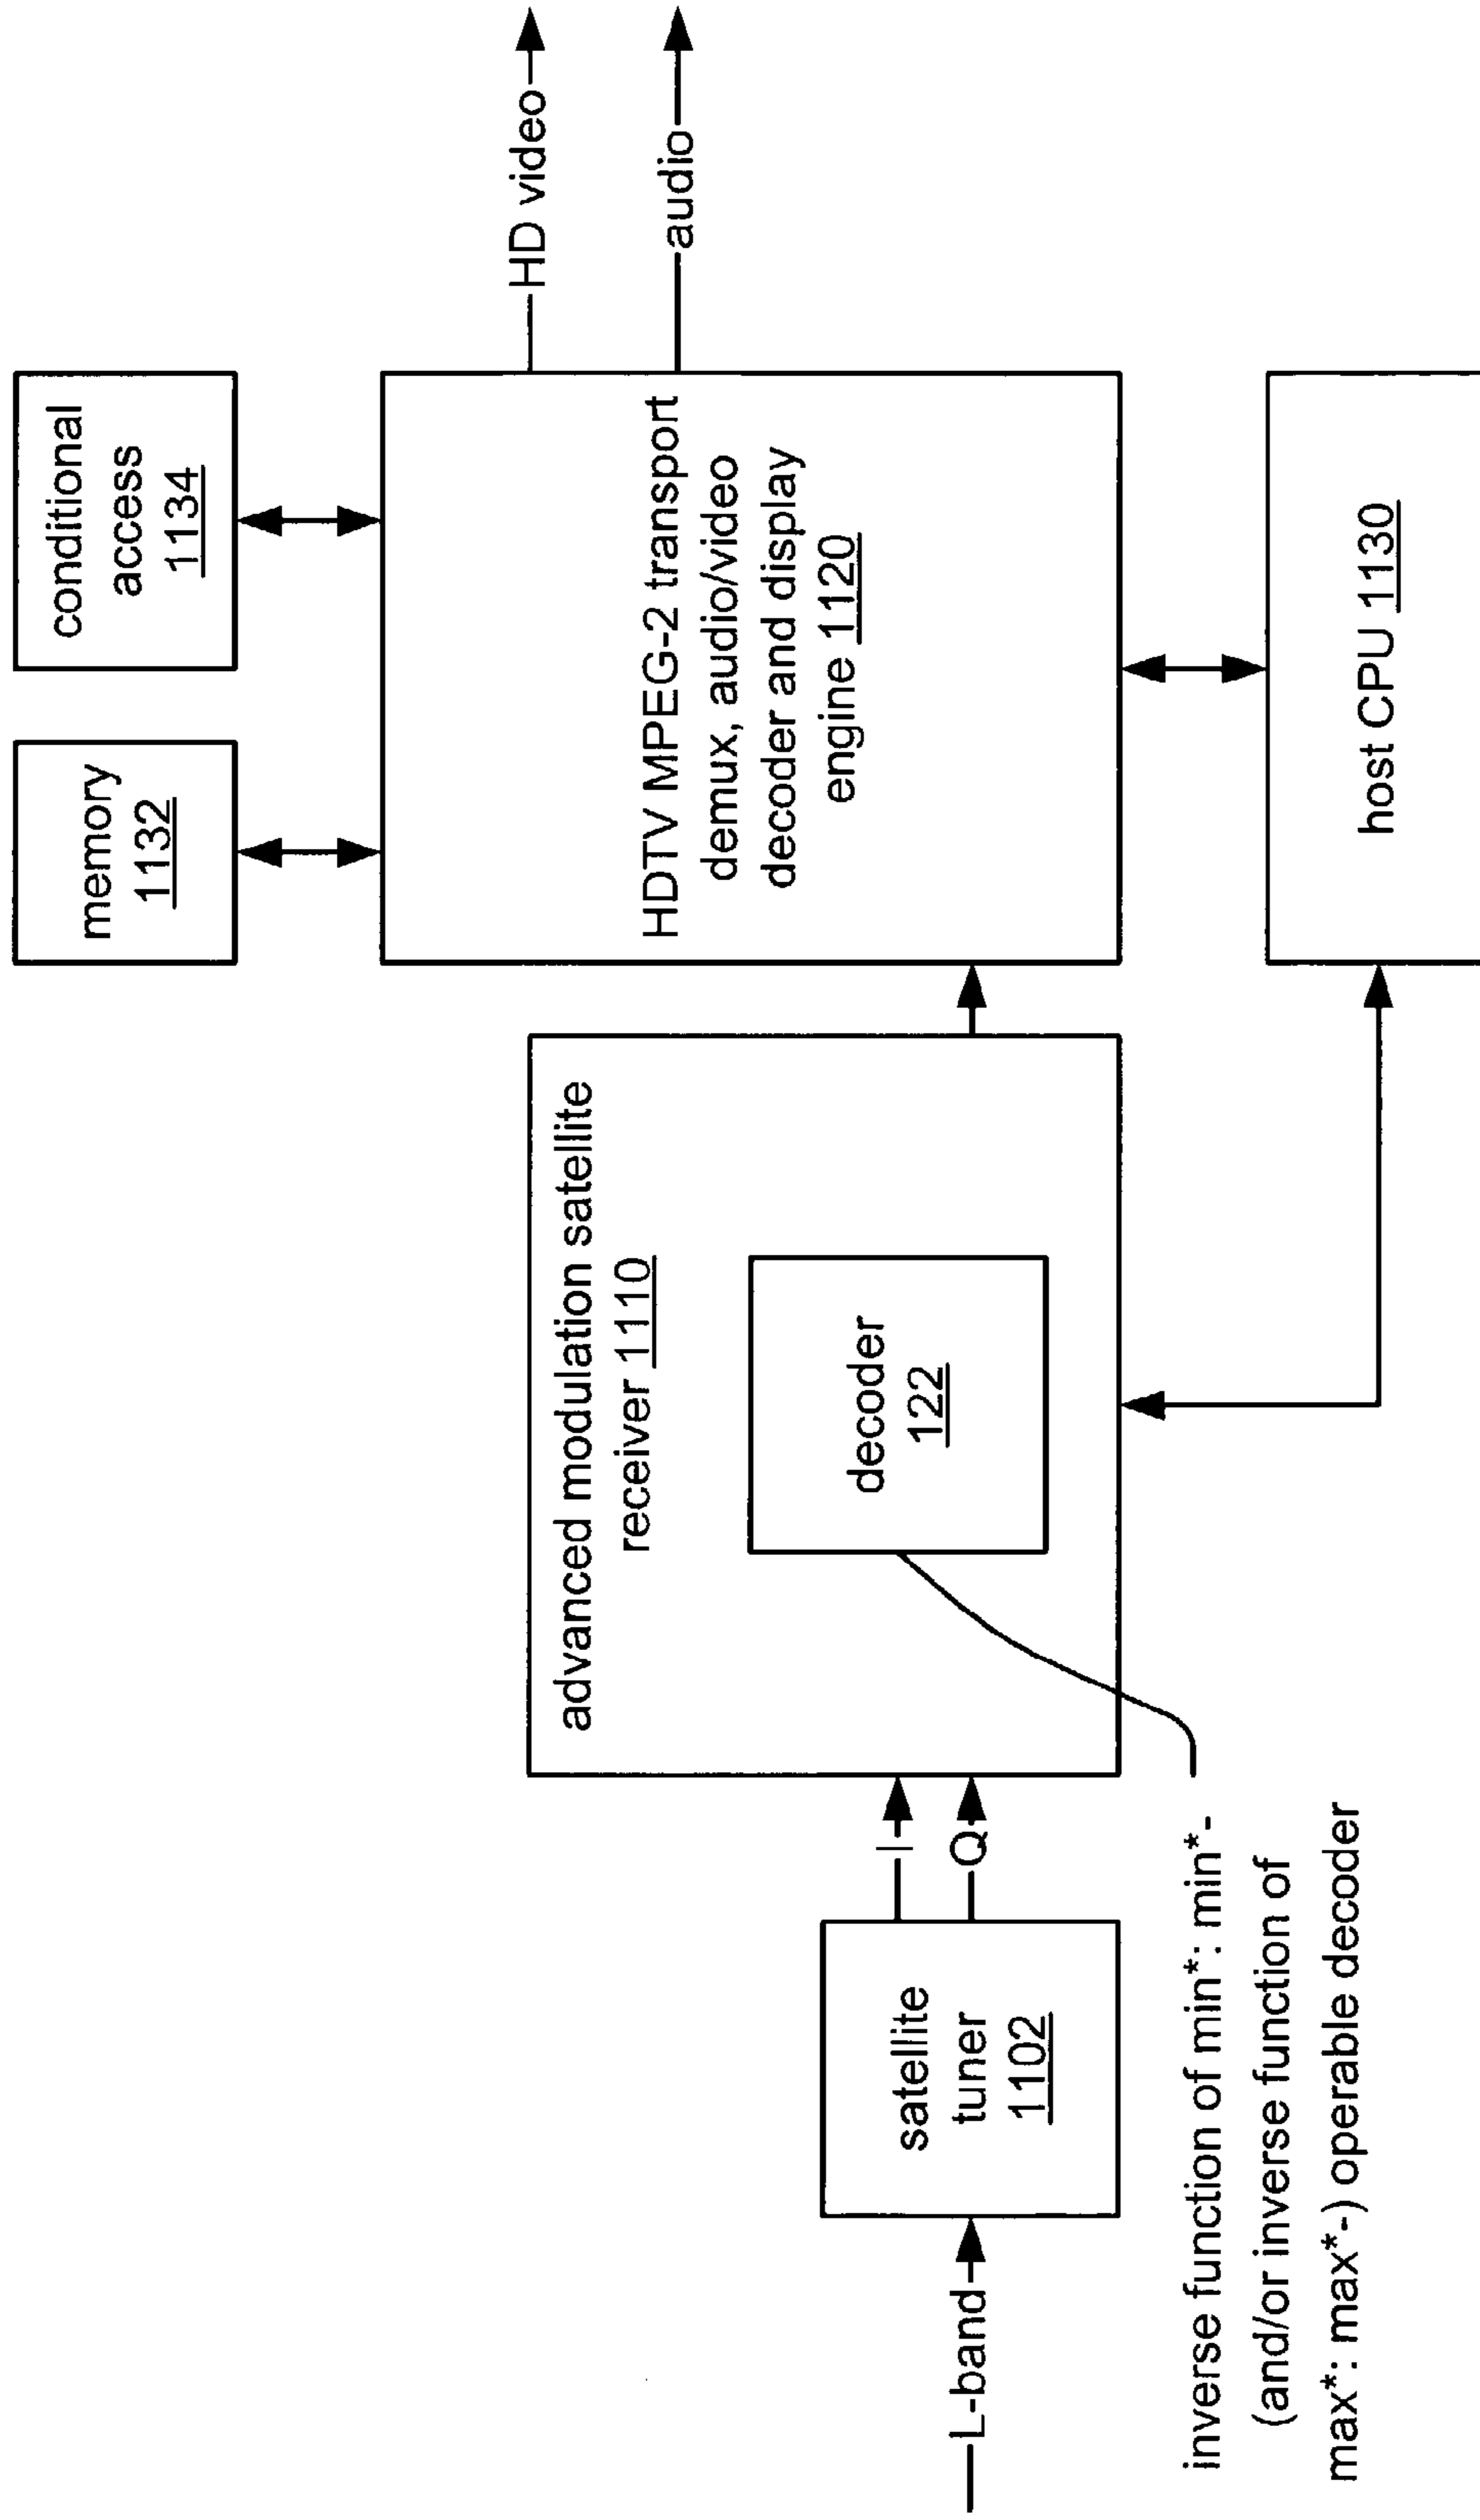 L-band
satellite
tuner
1102
I
Q
advanced modulation satellite
receiver 1110
decoder
122
inverse function of min*: min*-
(and/or inverse function of
max*: max*-) operable decoder
memory
1132
conditional
access
1134
HDTV MPEG-2 transport
demux, audio/video
decoder and display
engine 1120
HD video
audio
host CPU 1130